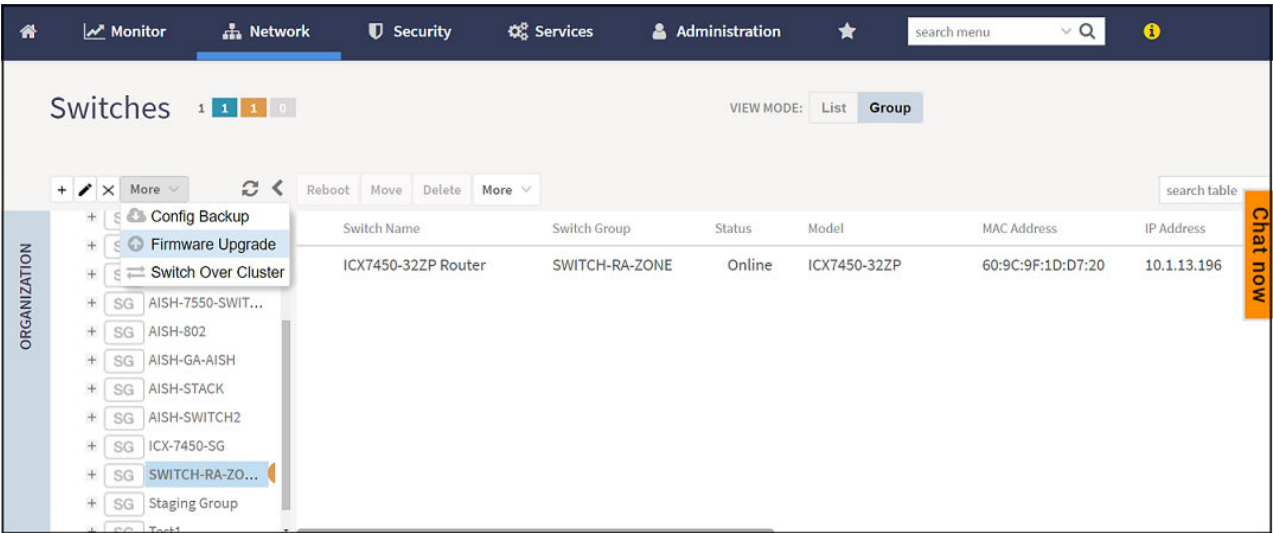 Monitor Network Security Services Administration search menu
Switches 1 1 1 0 VIEW MODE: List Group
More Reboot Move Delete More search table
Config Backup
Firmware Upgrade
Switch Over Cluster
ORGANIZATION
Switch Name Switch Group Status Model MAC Address IP Address
ICX7450-32ZP Router SWITCH-RA-ZONE Online ICX7450-32ZP 60:9C:9F:1D:D7:20 10.1.13.196
SG AISH-7550-SWIT...
SG AISH-802
SG AISH-GA-AISH
SG AISH-STACK
SG AISH-SWITCH2
SG ICX-7450-SG
SG SWITCH-RA-ZO...
SG Staging Group
SG Test1
Chat now